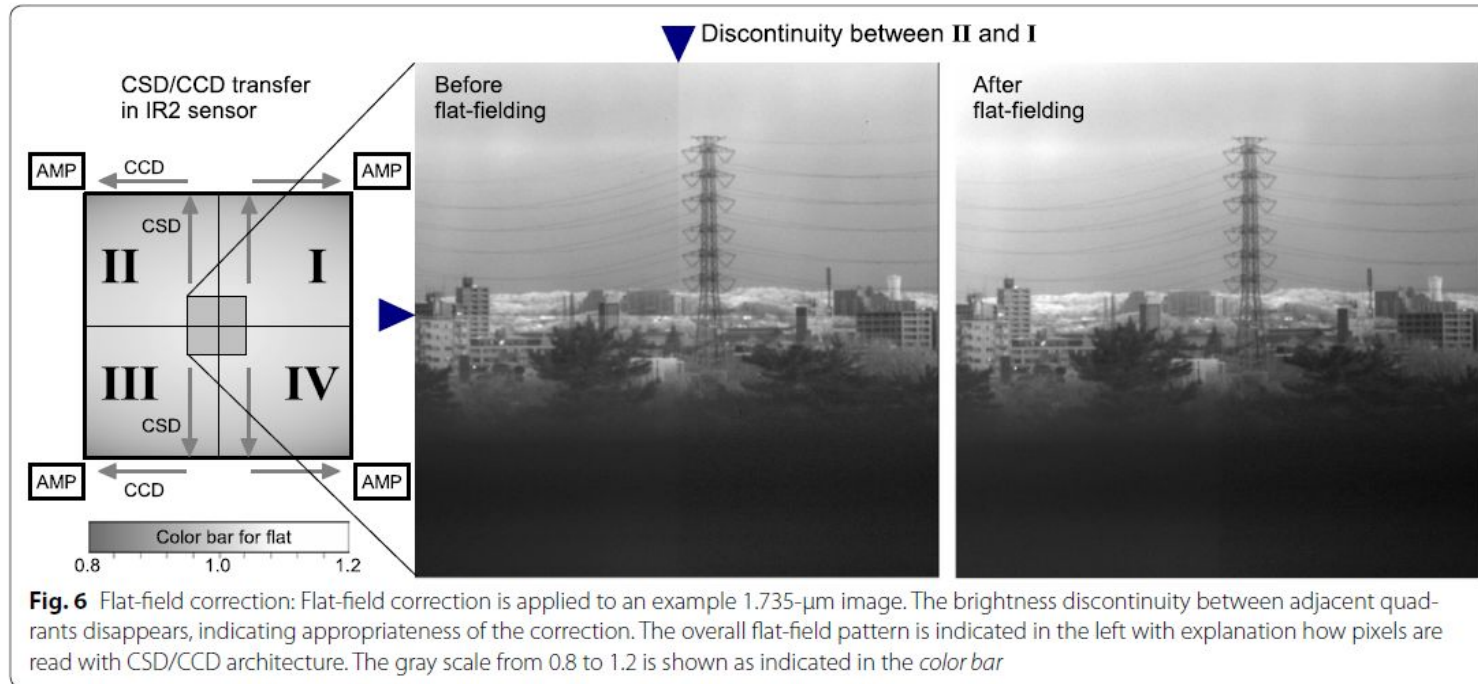 Discontinuity between II and I
CSD/CCD transfer
in IR2 sensor
Before
flat-fielding
After
flat-fielding
AMP
CCD
AMP
CSD
II
I
III
IV
CSD
AMP
CCD
AMP
Color bar for flat
0.8
1.0
1.2
Fig. 6 Flat-field correction: Flat-field correction is applied to an example 1.735-μm image. The brightness discontinuity between adjacent quad-
rants disappears, indicating appropriateness of the correction. The overall flat-field pattern is indicated in the left with explanation how pixels are
read with CSD/CCD architecture. The gray scale from 0.8 to 1.2 is shown as indicated in the color bar